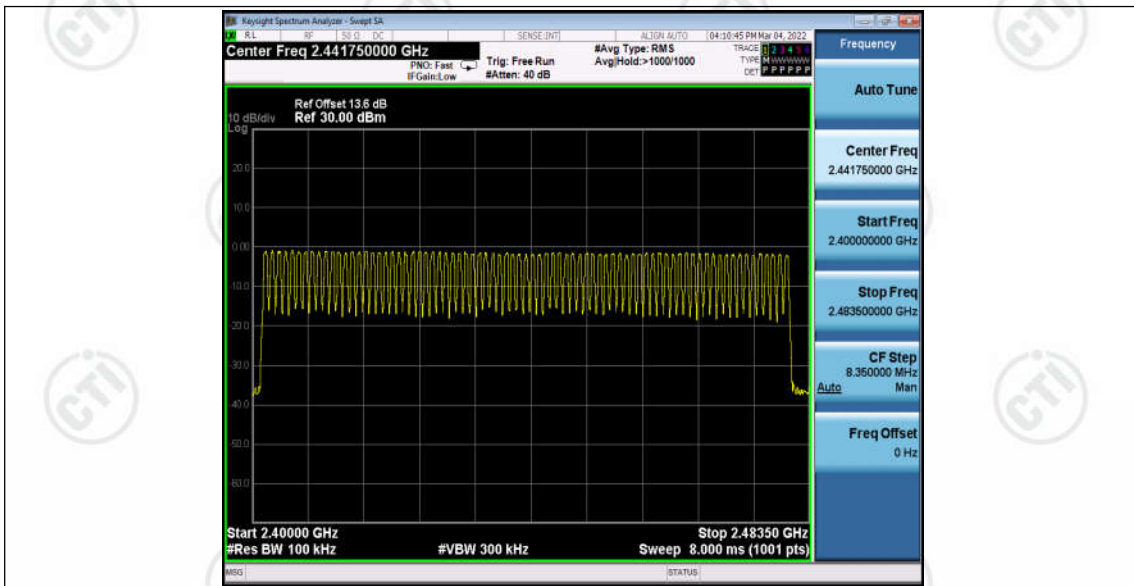 Keysight Spectrum Analyzer - Swept SA
RL RF 50 Ω DC SENSE:INT ALIGN AUTO 04:10:45 PM Mar 04, 2022
Center Freq 2.441750000 GHz
PNO: Fast
IFGain:Low
Trig: Free Run
#Atten: 40 dB
#Avg Type: RMS
Avg|Hold:>1000/1000
TRACE 1 2 3 4 5 6
TYPE M WWWWW
DET P P P P P P
Ref Offset 13.6 dB
10 dB/div Ref 30.00 dBm
Log
20.0
10.0
0.00
-10.0
-20.0
-30.0
-40.0
-50.0
-60.0
Start 2.40000 GHz Stop 2.48350 GHz
#Res BW 100 kHz #VBW 300 kHz Sweep 8.000 ms (1001 pts)
MSG STATUS
Frequency
Auto Tune
Center Freq
2.441750000 GHz
Start Freq
2.400000000 GHz
Stop Freq
2.483500000 GHz
CF Step
8.350000 MHz
Auto Man
Freq Offset
0 Hz
CTI
CTI